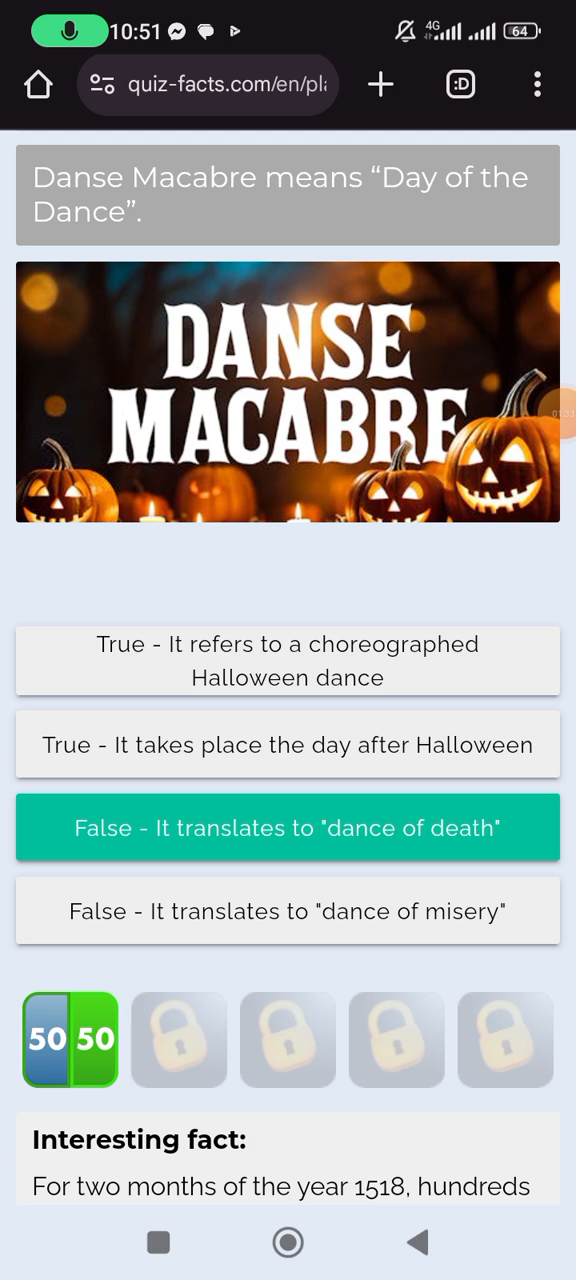 10:51
4G
64
quiz-facts.com/en/pla
:D
Danse Macabre means “Day of the
Dance”.
DANSE
MACABRE
01:33
True - It refers to a choreographed
Halloween dance
True - It takes place the day after Halloween
False - It translates to "dance of death"
False - It translates to "dance of misery"
50 50
Interesting fact:
For two months of the year 1518, hundreds